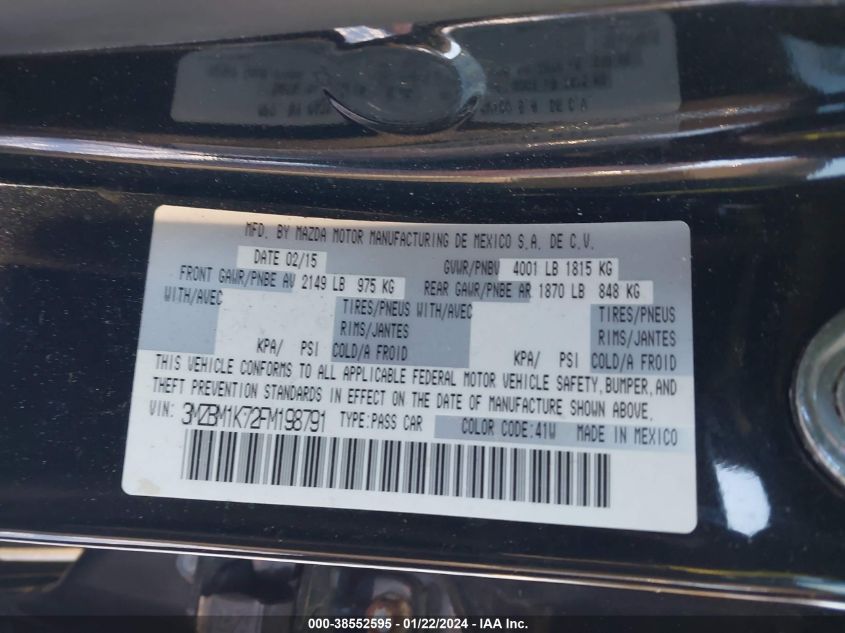 MFD. BY MAZDA MOTOR MANUFACTURING DE MEXICO S.A. DE C.V.
DATE 02/15 GVWR/PNBV 4001 LB 1815 KG
FRONT GAWR/PNBE AV 2149 LB 975 KG REAR GAWR/PNBE AR 1870 LB 848 KG
WITH/AVEC TIRES/PNEUS WITH/AVEC TIRES/PNEUS
RIMS/JANTES RIMS/JANTES
KPA/ PSI COLD/A FROID KPA/ PSI COLD/A FROID
THIS VEHICLE CONFORMS TO ALL APPLICABLE FEDERAL MOTOR VEHICLE SAFETY, BUMPER, AND
THEFT PREVENTION STANDARDS IN EFFECT ON THE DATE OF MANUFACTURE SHOWN ABOVE.
VIN: 3MZBM1K72FM198791 TYPE:PASS CAR COLOR CODE:41W MADE IN MEXICO
000-38552595 - 01/22/2024 - IAA Inc.